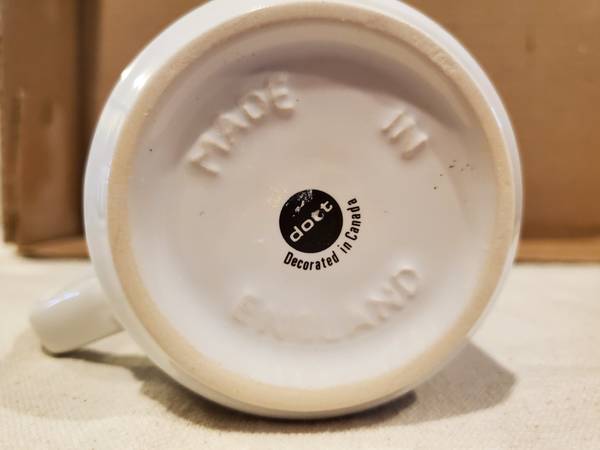 MADE IN
dott
Decorated in Canada
ENGLAND